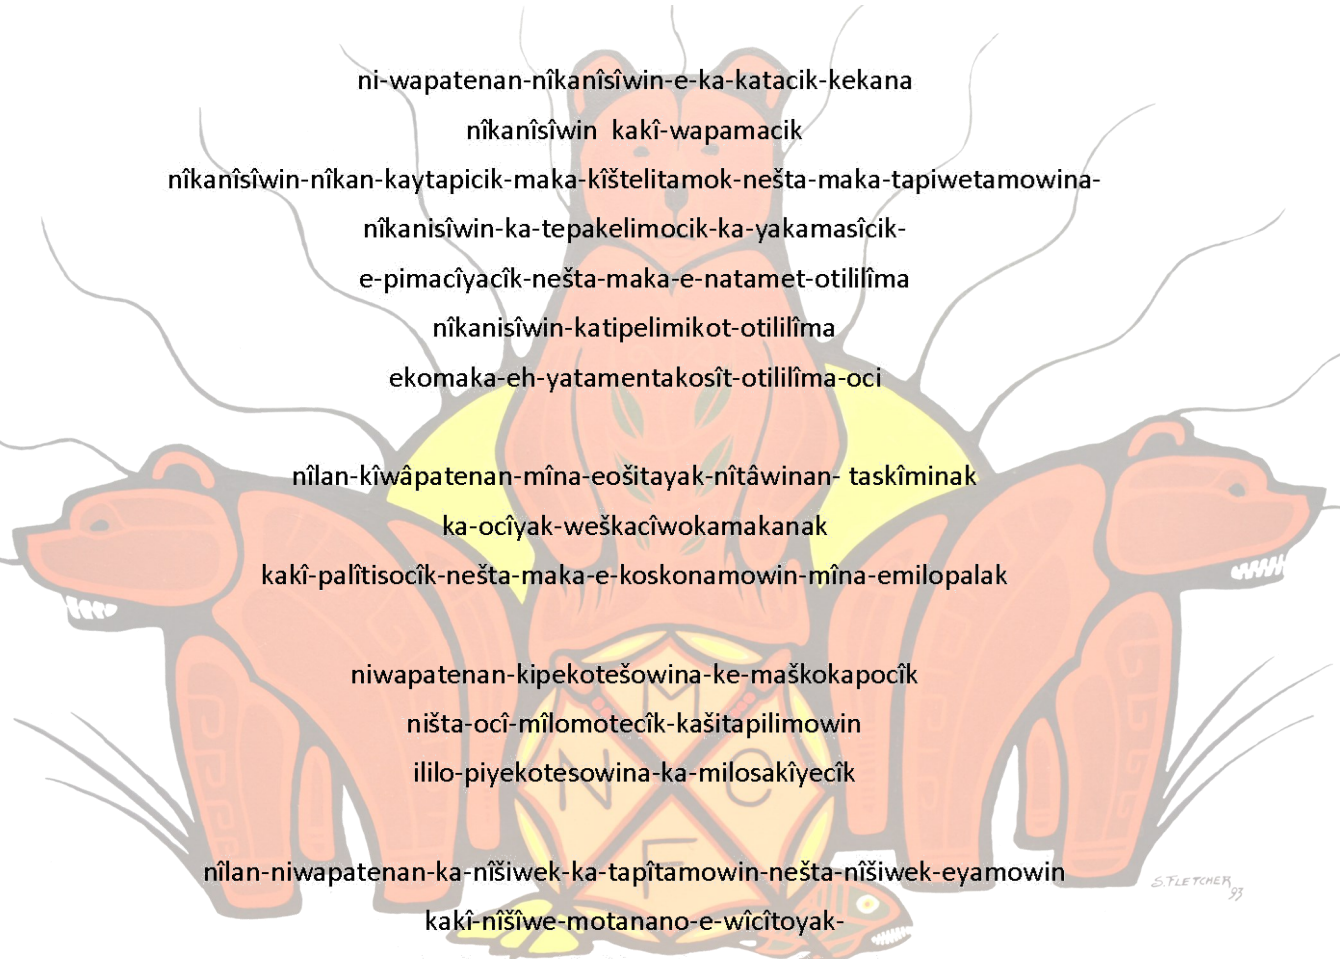 ni-wapatenan-nîkanîsîwin-e-ka-katacik-kekana
nîkanîsîwin kakî-wapamacik
nîkanîsîwin-nîkan-kaytapicik-maka-kîštelitamok-nešta-maka-tapiwetamowina-
nîkanisîwin-ka-tepakelimocik-ka-yakamasîcik-
e-pimacîyacîk-nešta-maka-e-natamet-otililîma
nîkanisîwin-katipelimikot-otililîma
ekomaka-eh-yatamentakosît-otililîma-oci
nîlan-kîwâpatenan-mîna-eošitayak-nîtâwinan- taskîminak
ka-ocîyak-weškacîwokamakanak
kakî-palîtisocîk-nešta-maka-e-koskonamowin-mîna-emilopalak
niwapatenan-kipekotešowina-ke-maškokapocîk
ništa-ocî-mîlomotecîk-kašitapilimowin
ililo-piyekotesowina-ka-milosakîyecîk
nîlan-niwapatenan-ka-nîšiwek-ka-tapîtamowin-nešta-nîšiwek-eyamowin
kakî-nîšîwe-motanano-e-wîcîtoyak-
M
N C
F
S. FLETCHER
93